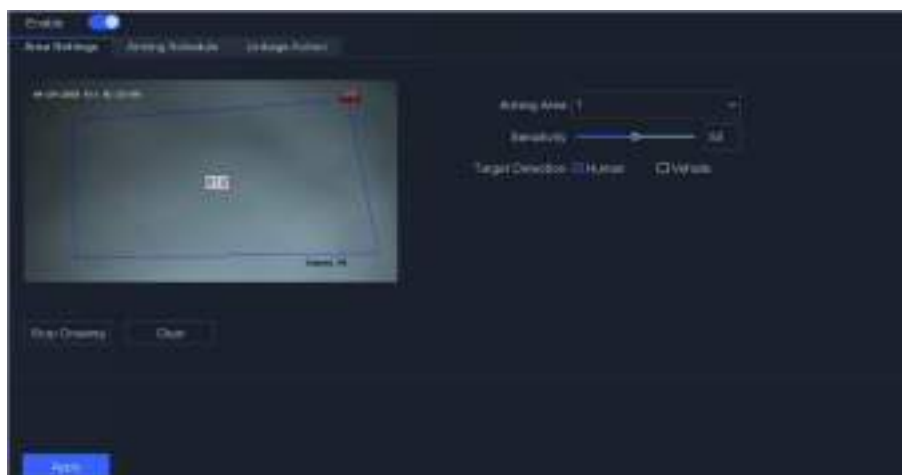 Enable
Area Settings Arming Schedule Linkage Action
Arming Area 1
Sensitivity
Target Detection Human Vehicle
Stop Drawing Clear
Apply